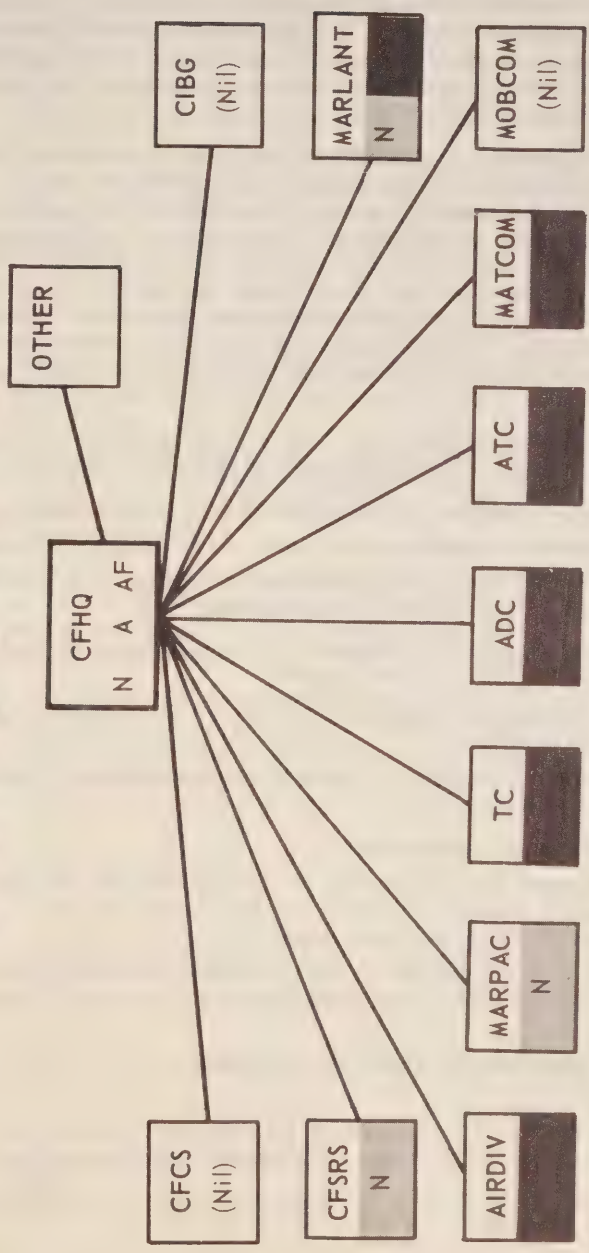 OTHER
CFHQ
N A AF
CFCS
(Nil)
CIBG
(Nil)
CFSRS
N
MARLANT
N
AIRDIV
MARPAC
N
TC
ADC
ATC
MATCOM
MOBCOM
(Nil)